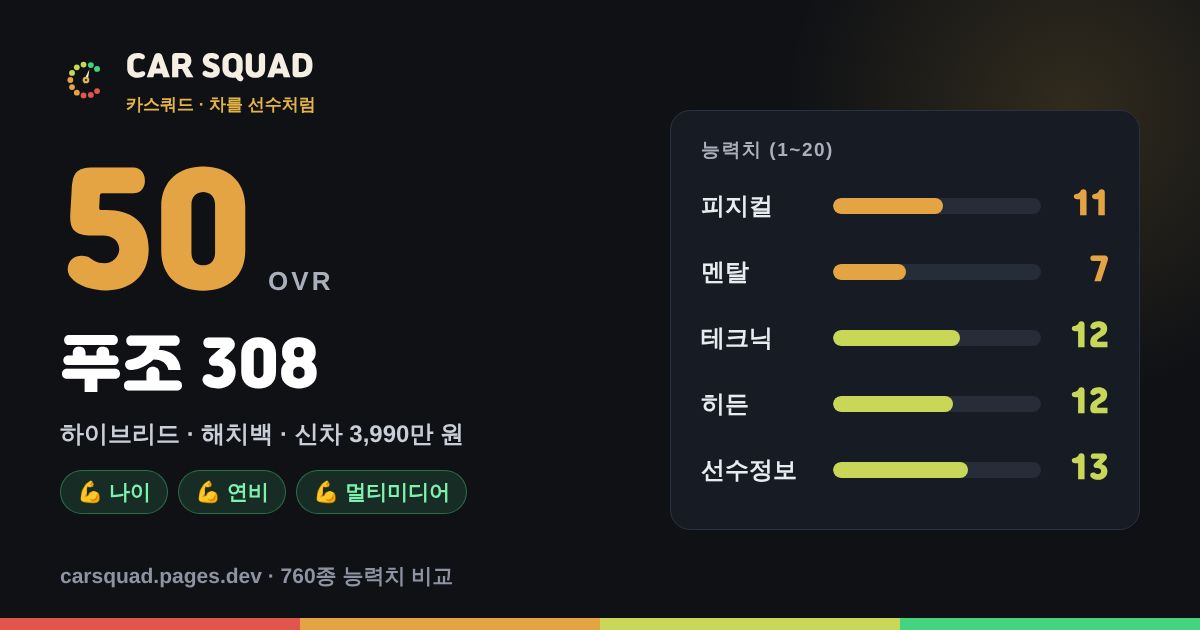 CAR SQUAD
카스쿼드 · 차를 선수처럼
50 OVR
푸조 308
하이브리드 · 해치백 · 신차 3,990만 원
💪 나이 💪 연비 💪 멀티미디어
carsquad.pages.dev · 760종 능력치 비교
능력치 (1~20)
피지컬 11
멘탈 7
테크닉 12
히든 12
선수정보 13